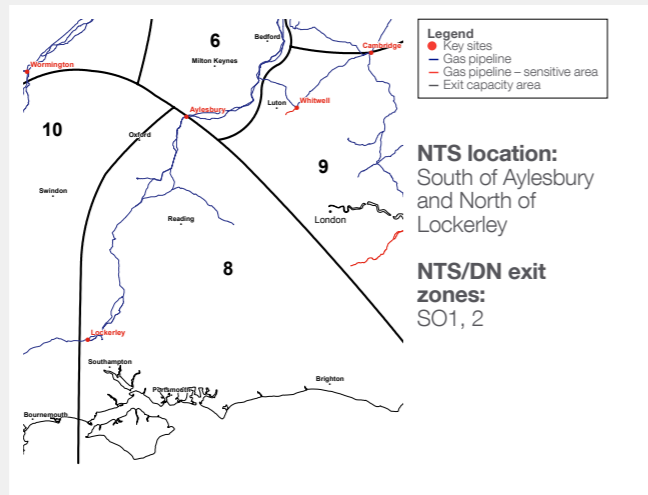 6
Bedford
Milton Keynes
Cambridge
Wormington
Luton
Whitwell
Aylesbury
10
Oxford
9
Swindon
Reading
London
8
Lockerley
Southampton
Portsmouth
Brighton
Bournemouth
Legend
Key sites
Gas pipeline
Gas pipeline – sensitive area
Exit capacity area
NTS location:
South of Aylesbury
and North of
Lockerley
NTS/DN exit
zones:
SO1, 2